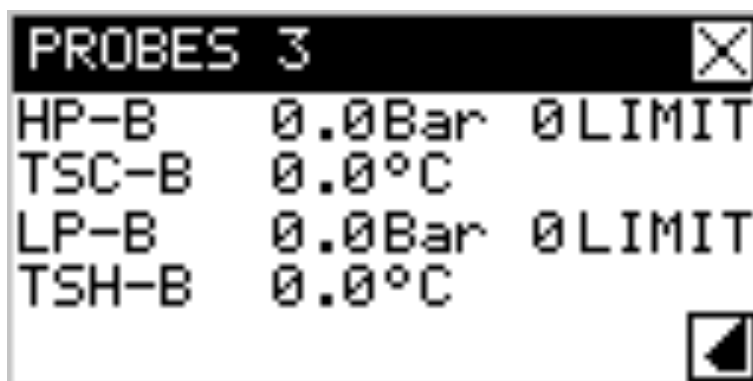 PROBES 3
HP-B 0.0Bar 0LIMIT
TSC-B 0.0°C
LP-B 0.0Bar 0LIMIT
TSH-B 0.0°C